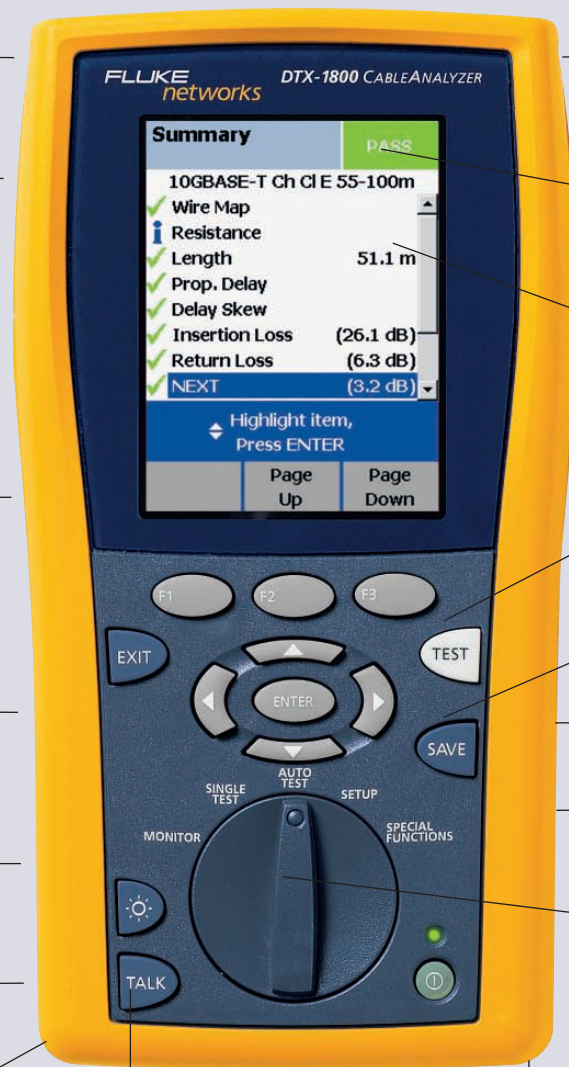 FLUKE
networks
DTX-1800 CABLEANALYZER
Summary
PASS
10GBASE-T Ch Cl E 55-100m
Wire Map
Resistance
Length 51.1 m
Prop. Delay
Delay Skew
Insertion Loss (26.1 dB)
Return Loss (6.3 dB)
NEXT (3.2 dB)
Highlight item,
Press ENTER
Page
Up
Page
Down
F1
F2
F3
EXIT
TEST
ENTER
SAVE
AUTO
TEST
SINGLE
TEST
SETUP
MONITOR
SPECIAL
FUNCTIONS
TALK